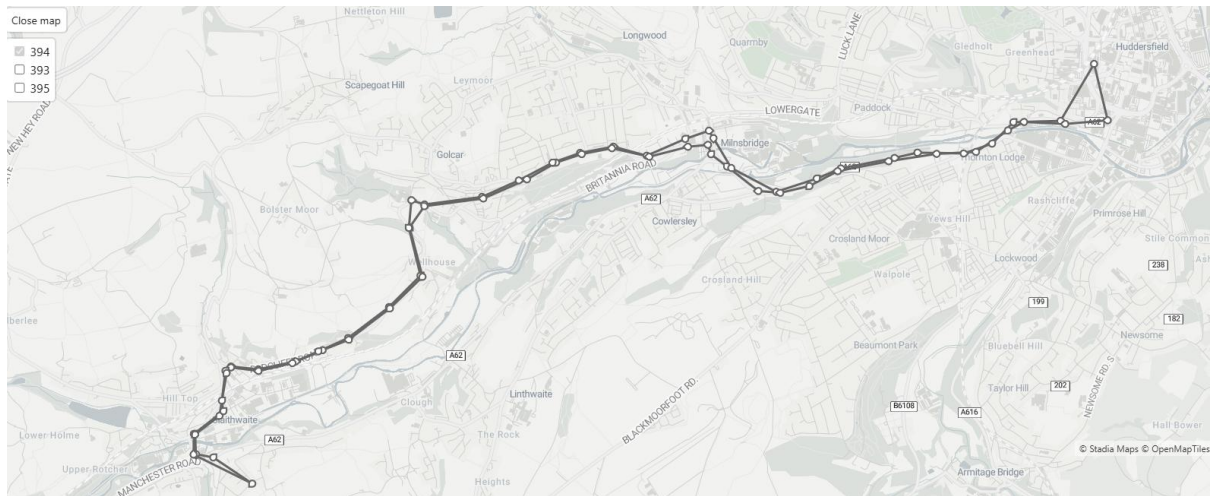 Close map
394
393
395
Nettleton Hill
Longwood
Quarmby
LUCK LANE
Gledholt
Greenhead
Huddersfield
Scapegoat Hill
Leymoor
NEW HEY ROAD
LOWERGATE
Paddock
A62
Golcar
Milnsbridge
Thornton Lodge
BRITANNIA ROAD
A62
Bolster Moor
Cowlersley
Yews Hill
Rashcliffe
Primrose Hill
Crosland Moor
Stile Common
Lockwood
Wellhouse
Crosland Hill
Walpole
238
199
182
Newsome
Beaumont Park
Bluebell Hill
A62
NEWSOME RD. S
Linthwaite
Taylor Hill
202
Hill Top
Clough
BLACKMOORFOOT RD.
B6108
A616
Slaithwaite
Hall Bower
Lower Holme
The Rock
A62
© Stadia Maps © OpenMapTiles
Upper Rotcher
MANCHESTER ROAD
Heights
Armitage Bridge